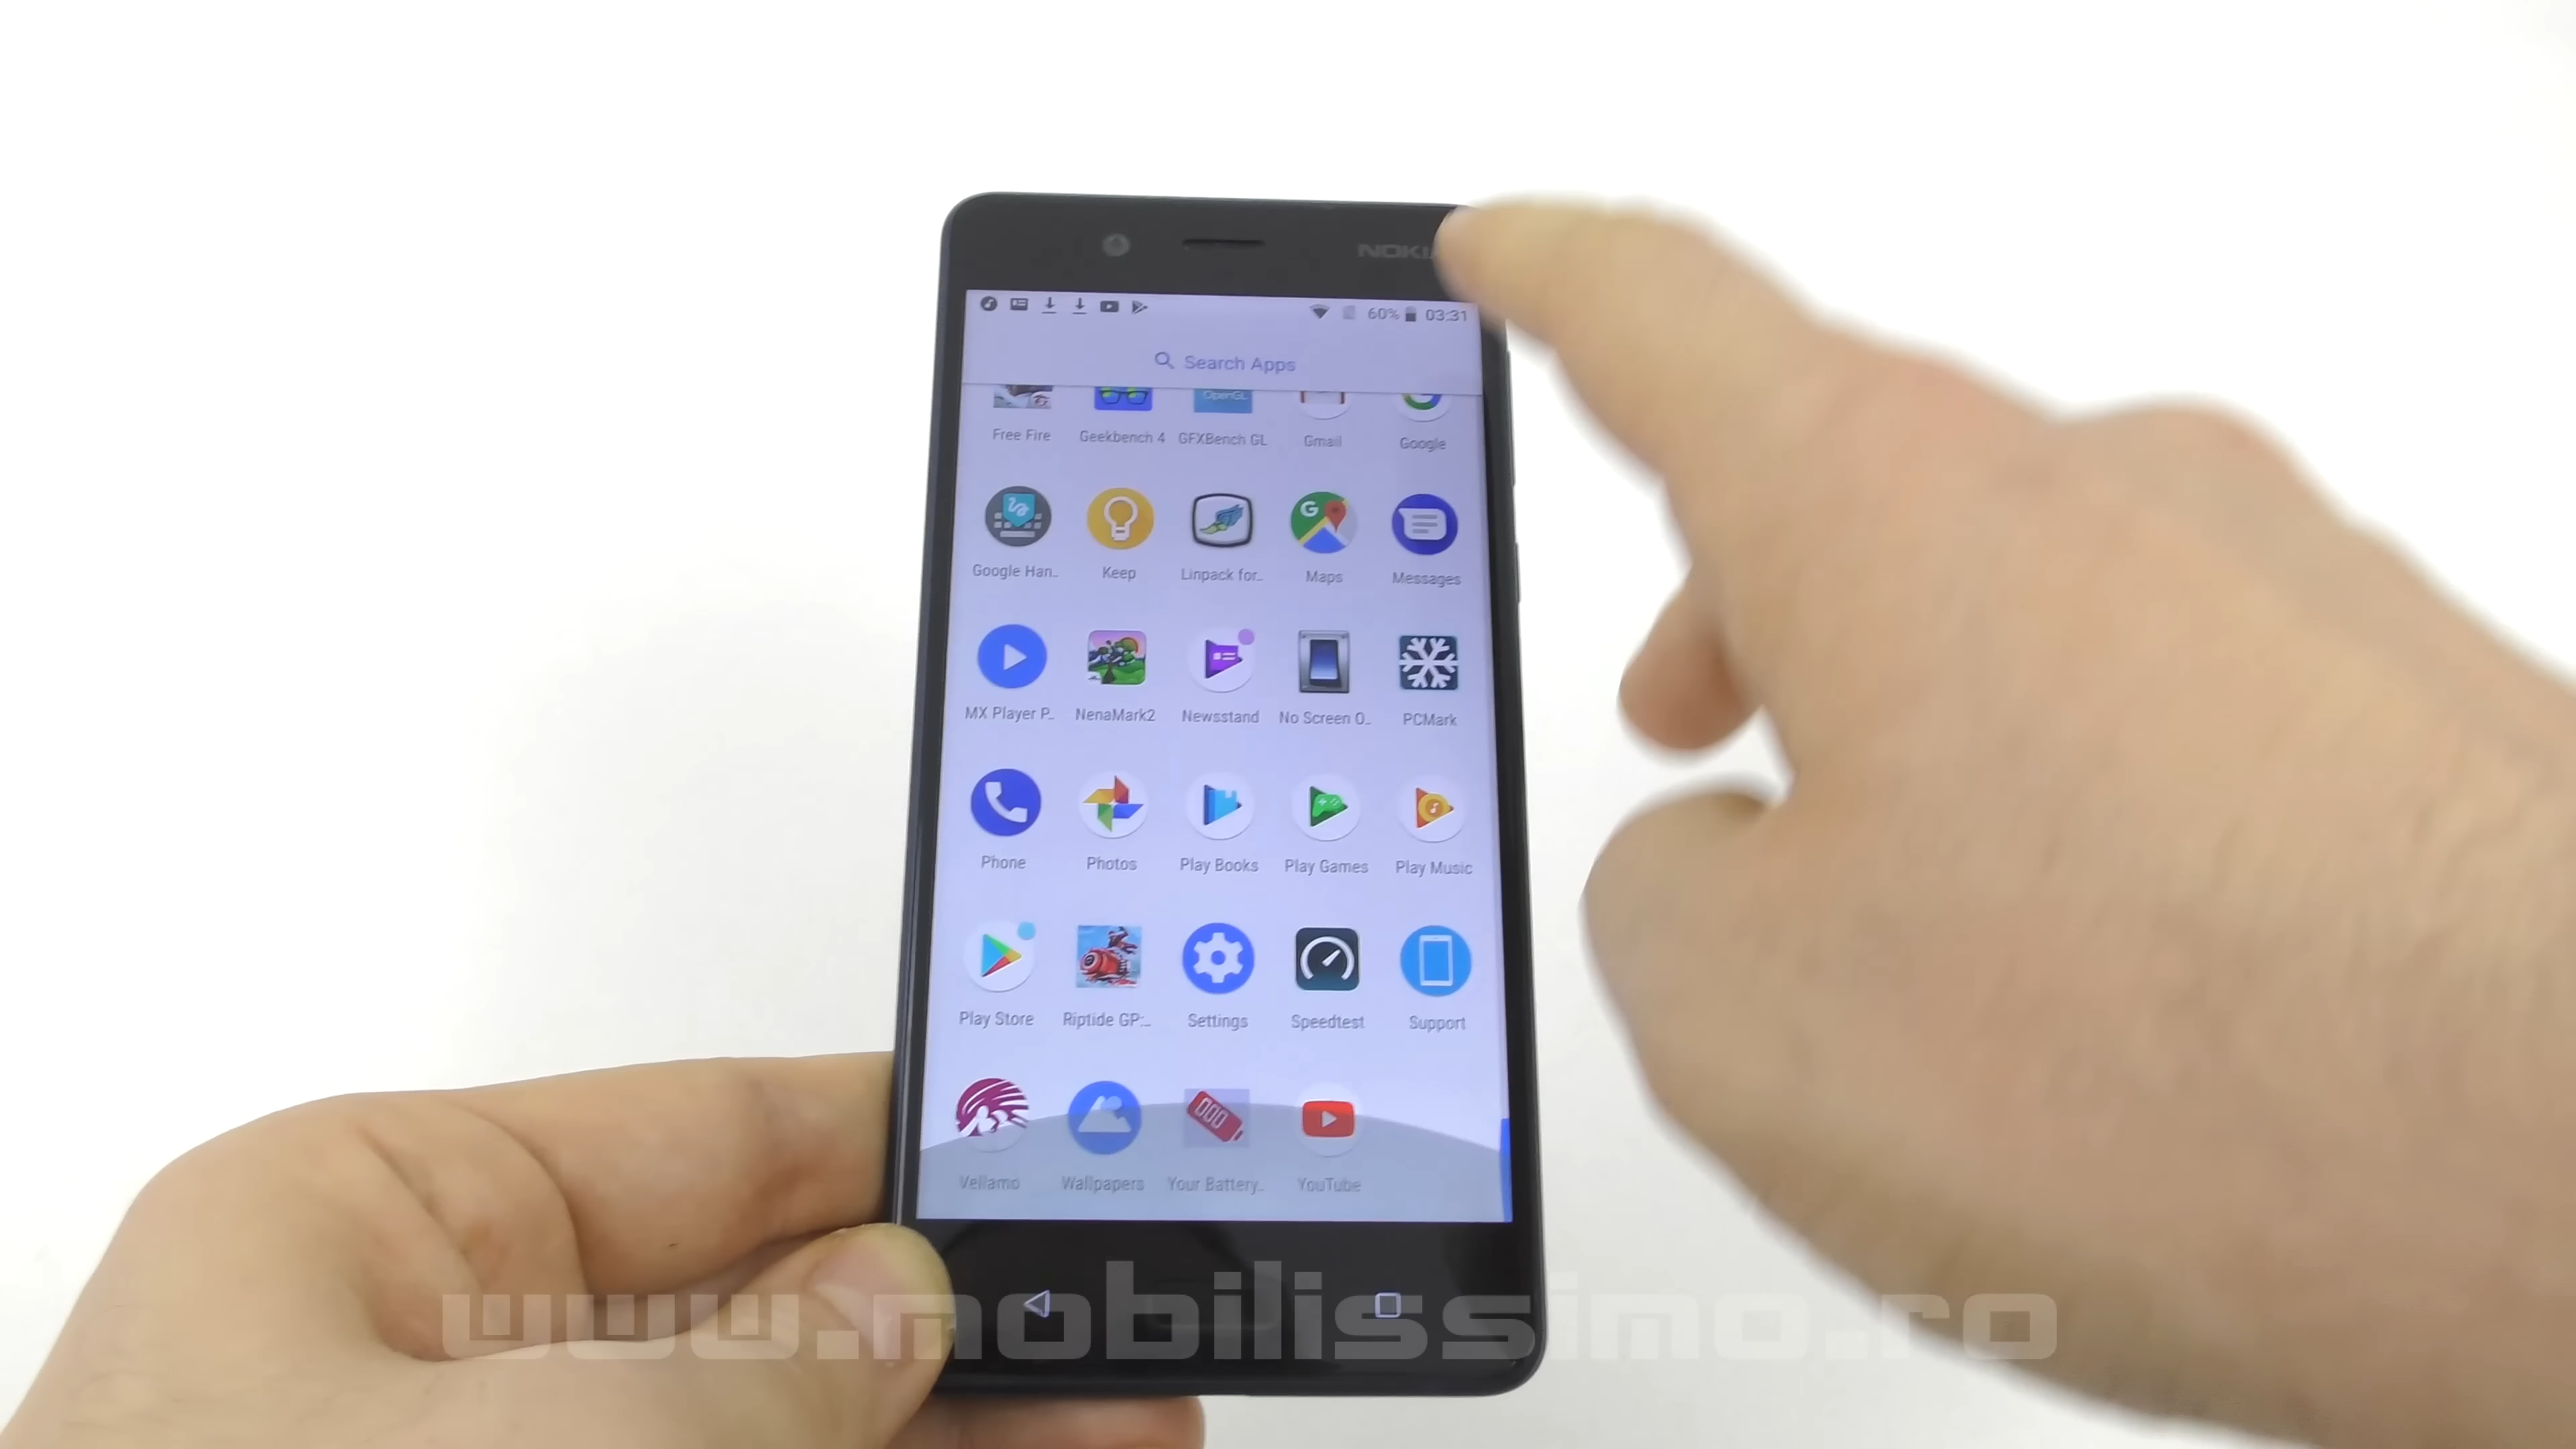 NOKIA
60% 03:31
Search Apps
OpenGL
Free Fire Geekbench 4 GFXBench GL Gmail Google
G
Google Han.. Keep Linpack for.. Maps Messages
MX Player P.. NenaMark2 Newsstand No Screen O.. PCMark
Phone Photos Play Books Play Games Play Music
Play Store Riptide GP:.. Settings Speedtest Support
000
Vellamo Wallpapers Your Battery.. YouTube
www.mobilissimo.ro